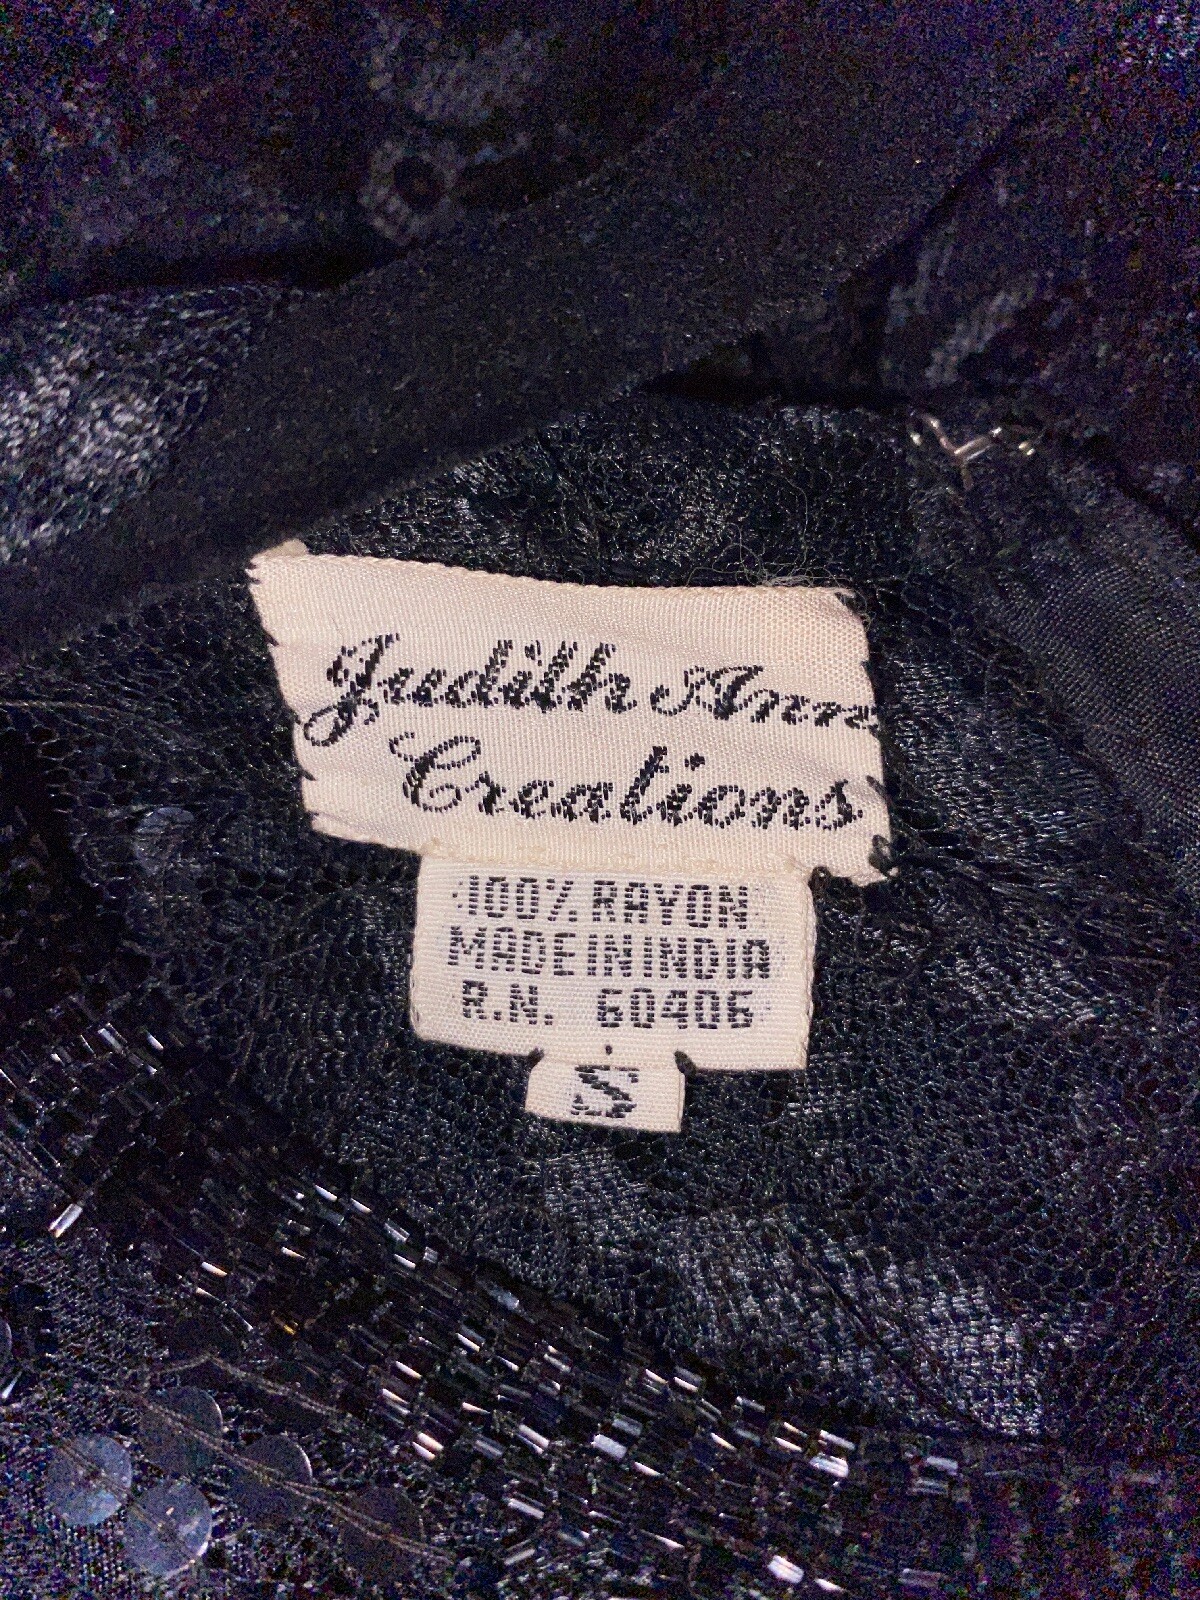 Judith Ann
Creations
100% RAYON
MADE IN INDIA
R.N. 60406
S